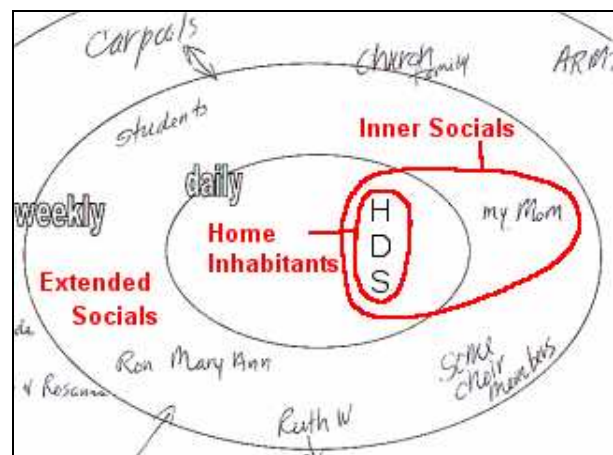 Carpools
Church
Family
ARM
students
Inner Socials
daily
weekly
H
D
S
my Mom
Home
Inhabitants
Extended
Socials
Ron Mary Ann
Some
choir
members
Ruth W